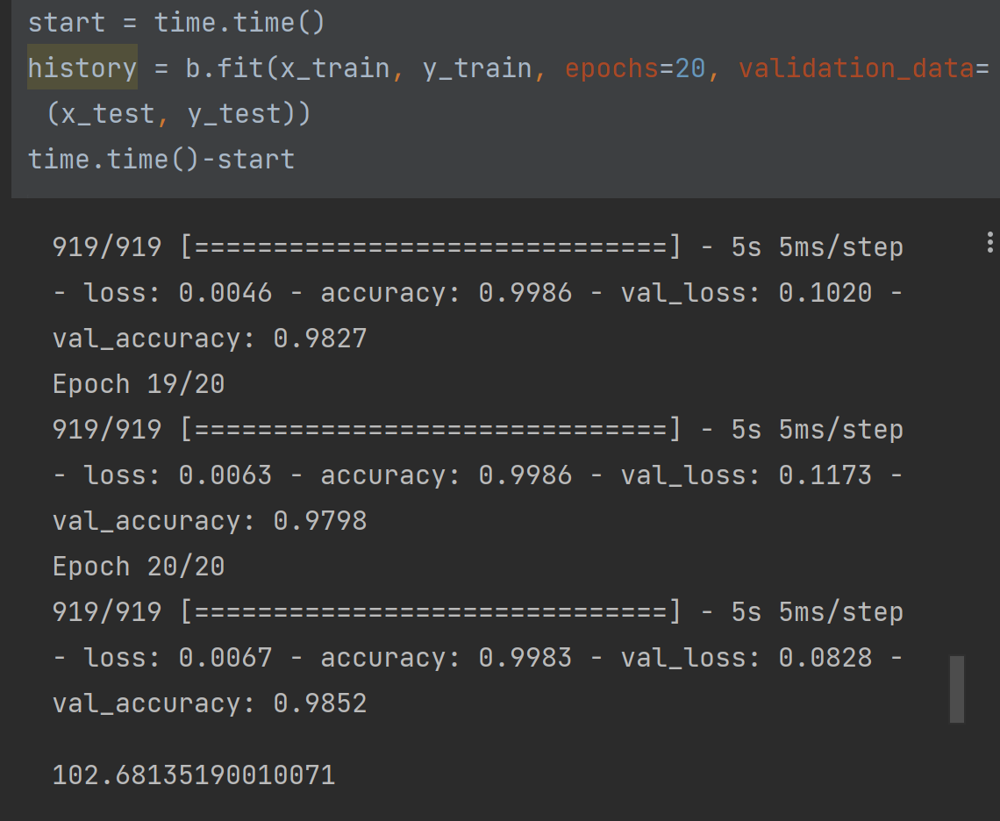 start = time.time()
history = b.fit(x_train, y_train, epochs=20, validation_data=
(x_test, y_test))
time.time()-start
919/919 [==============================] - 5s 5ms/step
- loss: 0.0046 - accuracy: 0.9986 - val_loss: 0.1020 -
val_accuracy: 0.9827
Epoch 19/20
919/919 [==============================] - 5s 5ms/step
- loss: 0.0063 - accuracy: 0.9986 - val_loss: 0.1173 -
val_accuracy: 0.9798
Epoch 20/20
919/919 [==============================] - 5s 5ms/step
- loss: 0.0067 - accuracy: 0.9983 - val_loss: 0.0828 -
val_accuracy: 0.9852
102.68135190010071